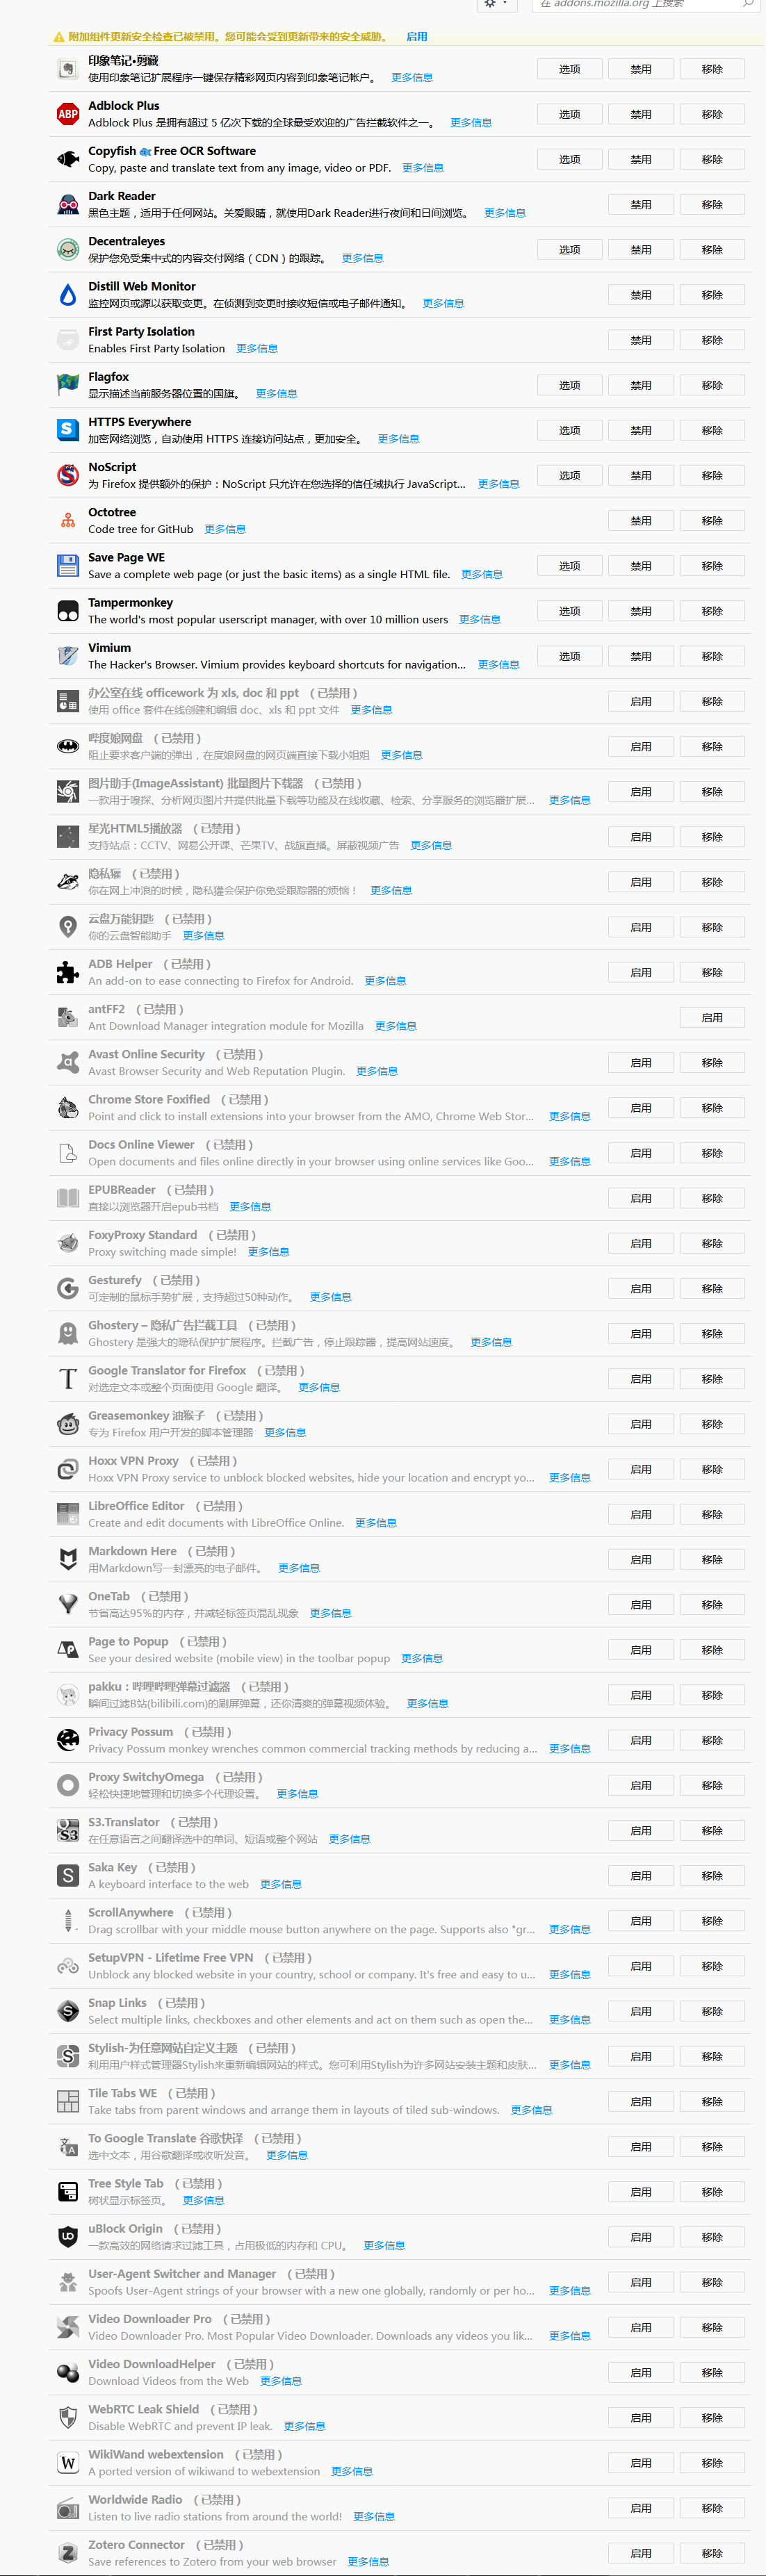 在 addons.mozilla.org 上搜索
附加组件更新安全检查已被禁用。您可能会受到更新带来的安全威胁。 启用
印象笔记•剪藏
使用印象笔记扩展程序一键保存精彩网页内容到印象笔记帐户。 更多信息 选项 禁用 移除
Adblock Plus
Adblock Plus 是拥有超过 5 亿次下载的全球最受欢迎的广告拦截软件之一。 更多信息 选项 禁用 移除
Copyfish 🐟 Free OCR Software
Copy, paste and translate text from any image, video or PDF. 更多信息 选项 禁用 移除
Dark Reader
黑色主题，适用于任何网站。关爱眼睛，就使用Dark Reader进行夜间和日间浏览。 更多信息 禁用 移除
Decentraleyes
保护您免受集中式的内容交付网络（CDN）的跟踪。 更多信息 选项 禁用 移除
Distill Web Monitor
监控网页或源以获取变更。在侦测到变更时接收短信或电子邮件通知。 更多信息 禁用 移除
First Party Isolation
Enables First Party Isolation 更多信息 禁用 移除
Flagfox
显示描述当前服务器位置的国旗。 更多信息 选项 禁用 移除
HTTPS Everywhere
加密网络浏览，自动使用 HTTPS 连接访问站点，更加安全。 更多信息 选项 禁用 移除
NoScript
为 Firefox 提供额外的保护：NoScript 只允许在您选择的信任域执行 JavaScript... 更多信息 选项 禁用 移除
Octotree
Code tree for GitHub 更多信息 禁用 移除
Save Page WE
Save a complete web page (or just the basic items) as a single HTML file. 更多信息 选项 禁用 移除
Tampermonkey
The world's most popular userscript manager, with over 10 million users 更多信息 选项 禁用 移除
Vimium
The Hacker's Browser. Vimium provides keyboard shortcuts for navigation... 更多信息 选项 禁用 移除
办公室在线 officework 为 xls, doc 和 ppt （已禁用）
使用 office 套件在线创建和编辑 doc、xls 和 ppt 文件 更多信息 启用 移除
哔度娘网盘 （已禁用）
阻止要求客户端的弹出，在度娘网盘的网页端直接下载小姐姐 更多信息 启用 移除
图片助手(ImageAssistant) 批量图片下载器 （已禁用）
一款用于嗅探、分析网页图片并提供批量下载等功能及在线收藏、检索、分享服务的浏览器扩展... 更多信息 启用 移除
星光HTML5播放器 （已禁用）
支持站点：CCTV、网易公开课、芒果TV、战旗直播。屏蔽视频广告 更多信息 启用 移除
隐私獾 （已禁用）
你在网上冲浪的时候，隐私獾会保护你免受跟踪器的烦恼！ 更多信息 启用 移除
云盘万能钥匙 （已禁用）
你的云盘智能助手 更多信息 启用 移除
ADB Helper （已禁用）
An add-on to ease connecting to Firefox for Android. 更多信息 启用 移除
antFF2 （已禁用）
Ant Download Manager integration module for Mozilla 更多信息 启用
Avast Online Security （已禁用）
Avast Browser Security and Web Reputation Plugin. 更多信息 启用 移除
Chrome Store Foxified （已禁用）
Point and click to install extensions into your browser from the AMO, Chrome Web Stor... 更多信息 启用 移除
Docs Online Viewer （已禁用）
Open documents and files online directly in your browser using online services like Goo... 更多信息 启用 移除
EPUBReader （已禁用）
直接以浏览器开启epub书档 更多信息 启用 移除
FoxyProxy Standard （已禁用）
Proxy switching made simple! 更多信息 启用 移除
Gesturefy （已禁用）
可定制的鼠标手势扩展，支持超过50种动作。 更多信息 启用 移除
Ghostery – 隐私广告拦截工具 （已禁用）
Ghostery 是强大的隐私保护扩展程序。拦截广告，停止跟踪器，提高网站速度。 更多信息 启用 移除
Google Translator for Firefox （已禁用）
对选定文本或整个页面使用 Google 翻译。 更多信息 启用 移除
Greasemonkey 油猴子 （已禁用）
专为 Firefox 用户开发的脚本管理器 更多信息 启用 移除
Hoxx VPN Proxy （已禁用）
Hoxx VPN Proxy service to unblock blocked websites, hide your location and encrypt yo... 更多信息 启用 移除
LibreOffice Editor （已禁用）
Create and edit documents with LibreOffice Online. 更多信息 启用 移除
Markdown Here （已禁用）
用Markdown写一封漂亮的电子邮件。 更多信息 启用 移除
OneTab （已禁用）
节省高达95%的内存，并减轻标签页混乱现象 更多信息 启用 移除
Page to Popup （已禁用）
See your desired website (mobile view) in the toolbar popup 更多信息 启用 移除
pakku：哔哩哔哩弹幕过滤器 （已禁用）
瞬间过滤B站(bilibili.com)的刷屏弹幕，还你清爽的弹幕视频体验。 更多信息 启用 移除
Privacy Possum （已禁用）
Privacy Possum monkey wrenches common commercial tracking methods by reducing a... 更多信息 启用 移除
Proxy SwitchyOmega （已禁用）
轻松快捷地管理和切换多个代理设置。 更多信息 启用 移除
S3.Translator （已禁用）
在任意语言之间翻译选中的单词、短语或整个网站 更多信息 启用 移除
Saka Key （已禁用）
A keyboard interface to the web 更多信息 启用 移除
ScrollAnywhere （已禁用）
Drag scrollbar with your middle mouse button anywhere on the page. Supports also "gr... 更多信息 启用 移除
SetupVPN - Lifetime Free VPN （已禁用）
Unblock any blocked website in your country, school or company. It's free and easy to u... 更多信息 启用 移除
Snap Links （已禁用）
Select multiple links, checkboxes and other elements and act on them such as open the... 更多信息 启用 移除
Stylish-为任意网站自定义主题 （已禁用）
利用用户样式管理器Stylish来重新编辑网站的样式。您可利用Stylish为许多网站安装主题和皮肤... 更多信息 启用 移除
Tile Tabs WE （已禁用）
Take tabs from parent windows and arrange them in layouts of tiled sub-windows. 更多信息 启用 移除
To Google Translate 谷歌快译 （已禁用）
选中文本，用谷歌翻译或收听发音。 更多信息 启用 移除
Tree Style Tab （已禁用）
树状显示标签页。 更多信息 启用 移除
uBlock Origin （已禁用）
一款高效的网络请求过滤工具，占用极低的内存和 CPU。 更多信息 启用 移除
User-Agent Switcher and Manager （已禁用）
Spoofs User-Agent strings of your browser with a new one globally, randomly or per ho... 更多信息 启用 移除
Video Downloader Pro （已禁用）
Video Downloader Pro. Most Popular Video Downloader. Downloads any videos you lik... 更多信息 启用 移除
Video DownloadHelper （已禁用）
Download Videos from the Web 更多信息 启用 移除
WebRTC Leak Shield （已禁用）
Disable WebRTC and prevent IP leak. 更多信息 启用 移除
WikiWand webextension （已禁用）
A ported version of wikiwand to webextension 更多信息 启用 移除
Worldwide Radio （已禁用）
Listen to live radio stations from around the world! 更多信息 启用 移除
Zotero Connector （已禁用）
Save references to Zotero from your web browser 更多信息 启用 移除